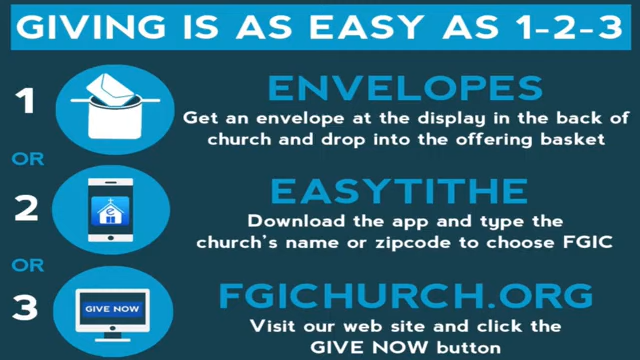 GIVING IS AS EASY AS 1-2-3
1
ENVELOPES
Get an envelope at the display in the back of
church and drop into the offering basket
OR
2
EASYTITHE
Download the app and type the
church's name or zipcode to choose FGIC
OR
3
GIVE NOW
FGICHURCH.ORG
Visit our web site and click the
GIVE NOW button